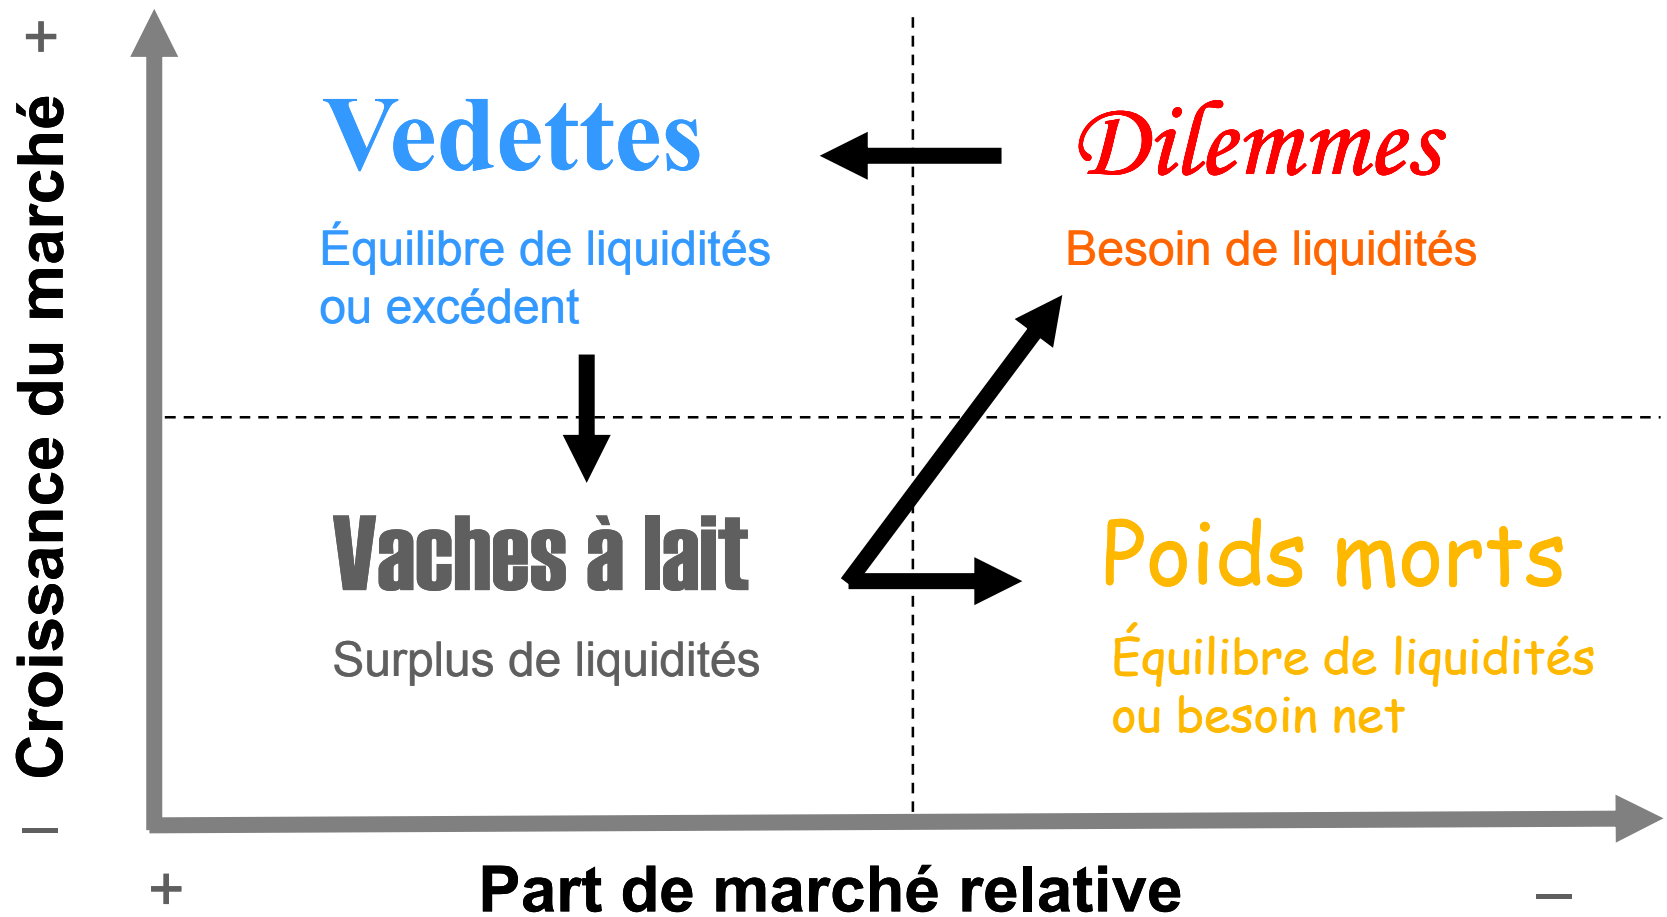 +
Croissance du marché
–
Vedettes
Équilibre de liquidités
ou excédent
Dilemmes
Besoin de liquidités
Vaches à lait
Surplus de liquidités
Poids morts
Équilibre de liquidités
ou besoin net
+
Part de marché relative
–